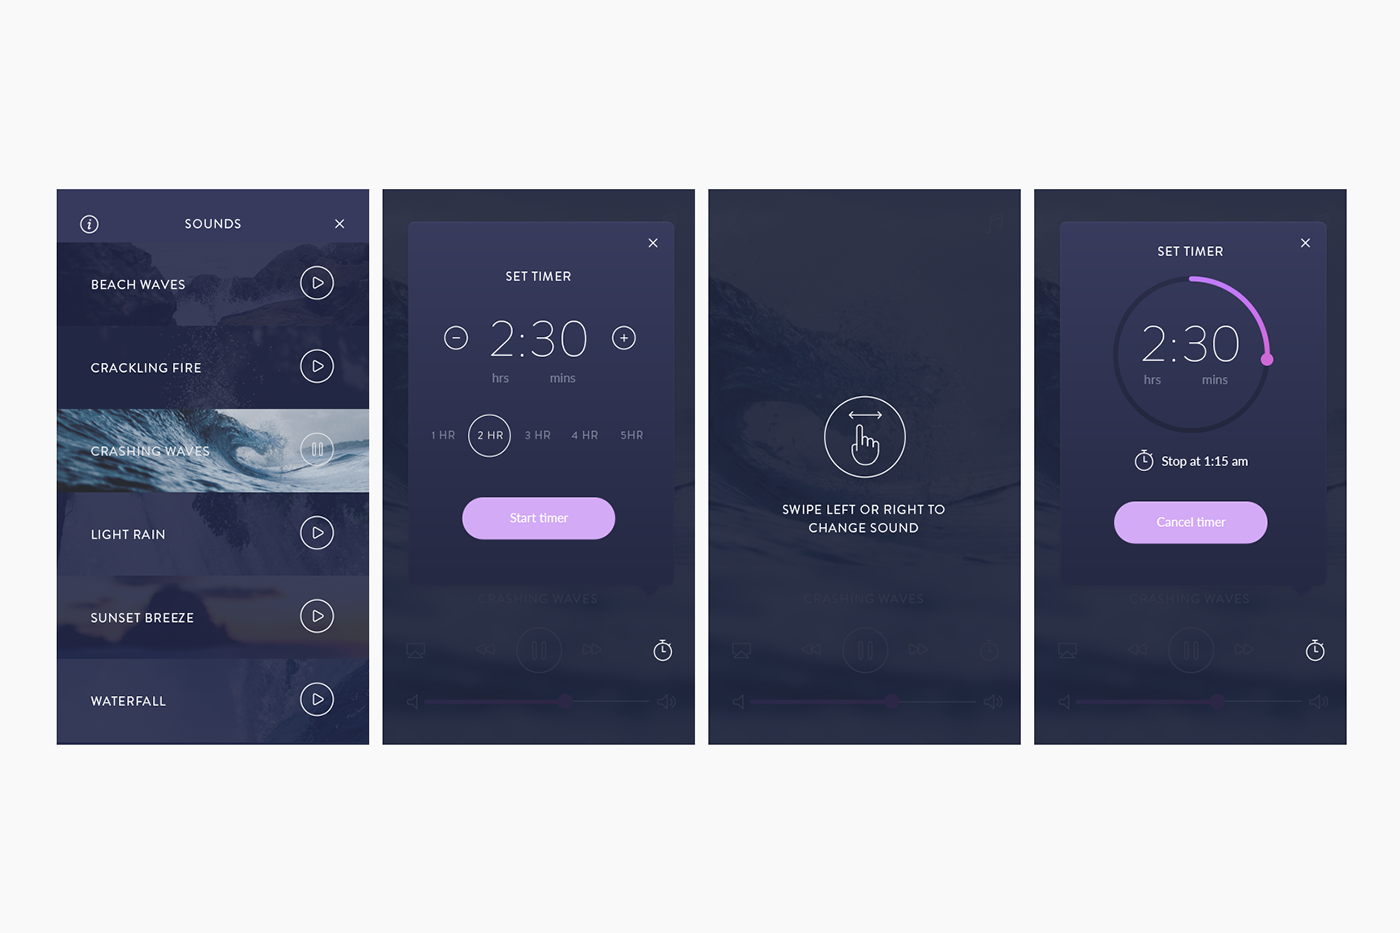 SOUNDS
BEACH WAVES
CRACKLING FIRE
CRASHING WAVES
LIGHT RAIN
SUNSET BREEZE
WATERFALL
SET TIMER
2:30
hrs mins
1 HR 2 HR 3 HR 4 HR 5HR
Start timer
CRASHING WAVES
SWIPE LEFT OR RIGHT TO
CHANGE SOUND
CRASHING WAVES
SET TIMER
2:30
hrs mins
Stop at 1:15 am
Cancel timer
CRASHING WAVES